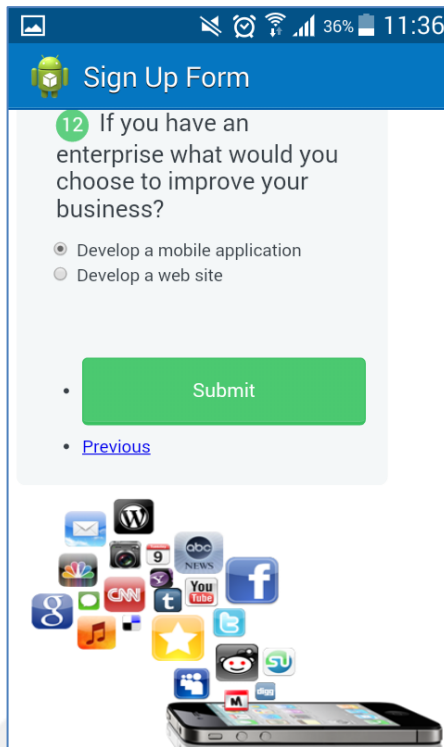 36% 11:36
Sign Up Form
12 If you have an
enterprise what would you
choose to improve your
business?
Develop a mobile application
Develop a web site
Submit
Previous
abc
NEWS
9
CNN
You
Tube
f
g
t
digg
M